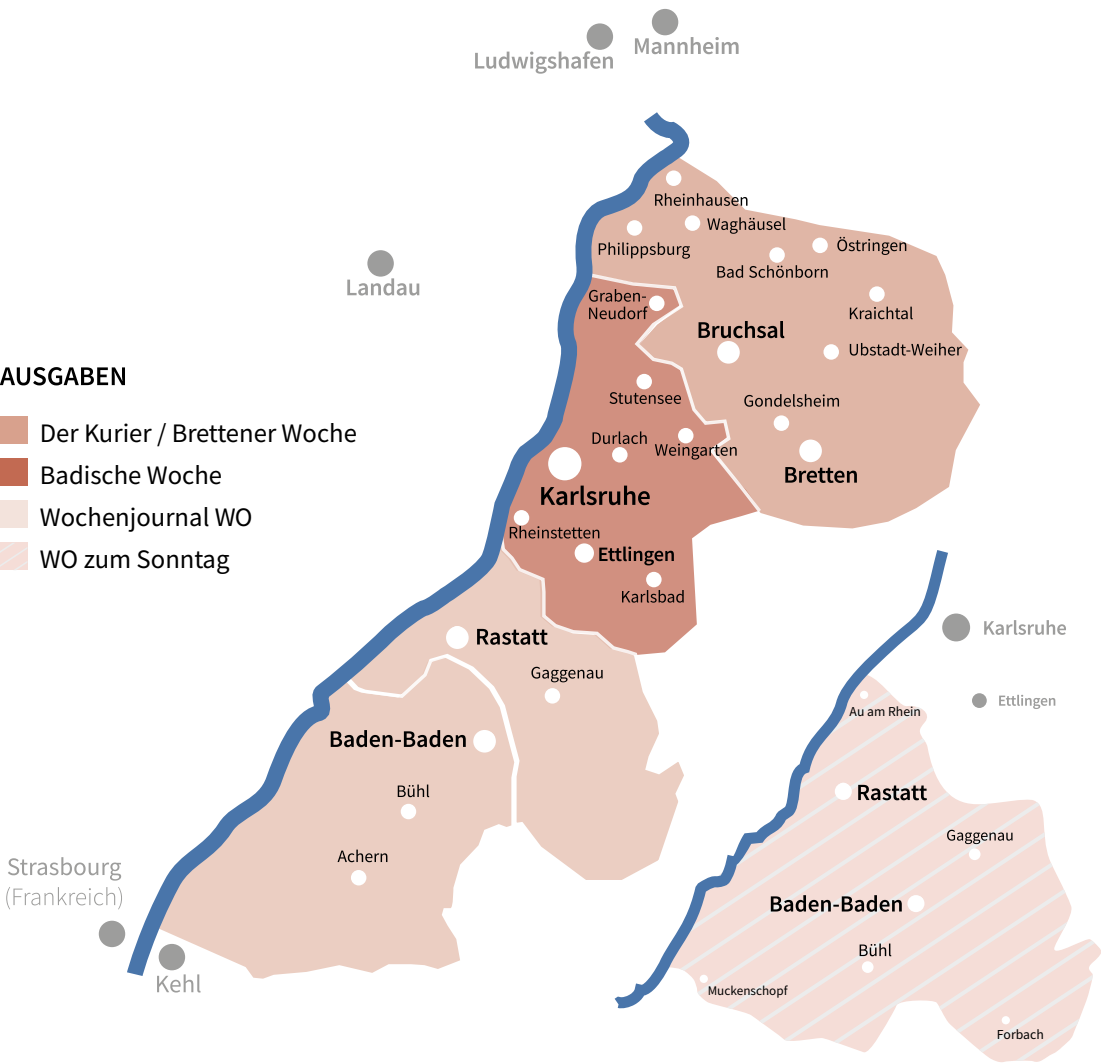 Ludwigshafen
Mannheim
Landau
Rheinhausen
Waghäusel
Philippsburg
Östringen
Bad Schönborn
Graben-
Neudorf
Kraichtal
Bruchsal
Ubstadt-Weiher
Stutensee
Gondelsheim
Durlach
Weingarten
Bretten
Karlsruhe
Rheinstetten
Ettlingen
Karlsbad
AUSGABEN
Der Kurier / Brettener Woche
Badische Woche
Wochenjournal WO
WO zum Sonntag
Rastatt
Gaggenau
Baden-Baden
Bühl
Achern
Strasbourg
(Frankreich)
Kehl
Karlsruhe
Ettlingen
Au am Rhein
Rastatt
Gaggenau
Baden-Baden
Bühl
Muckenschopf
Forbach